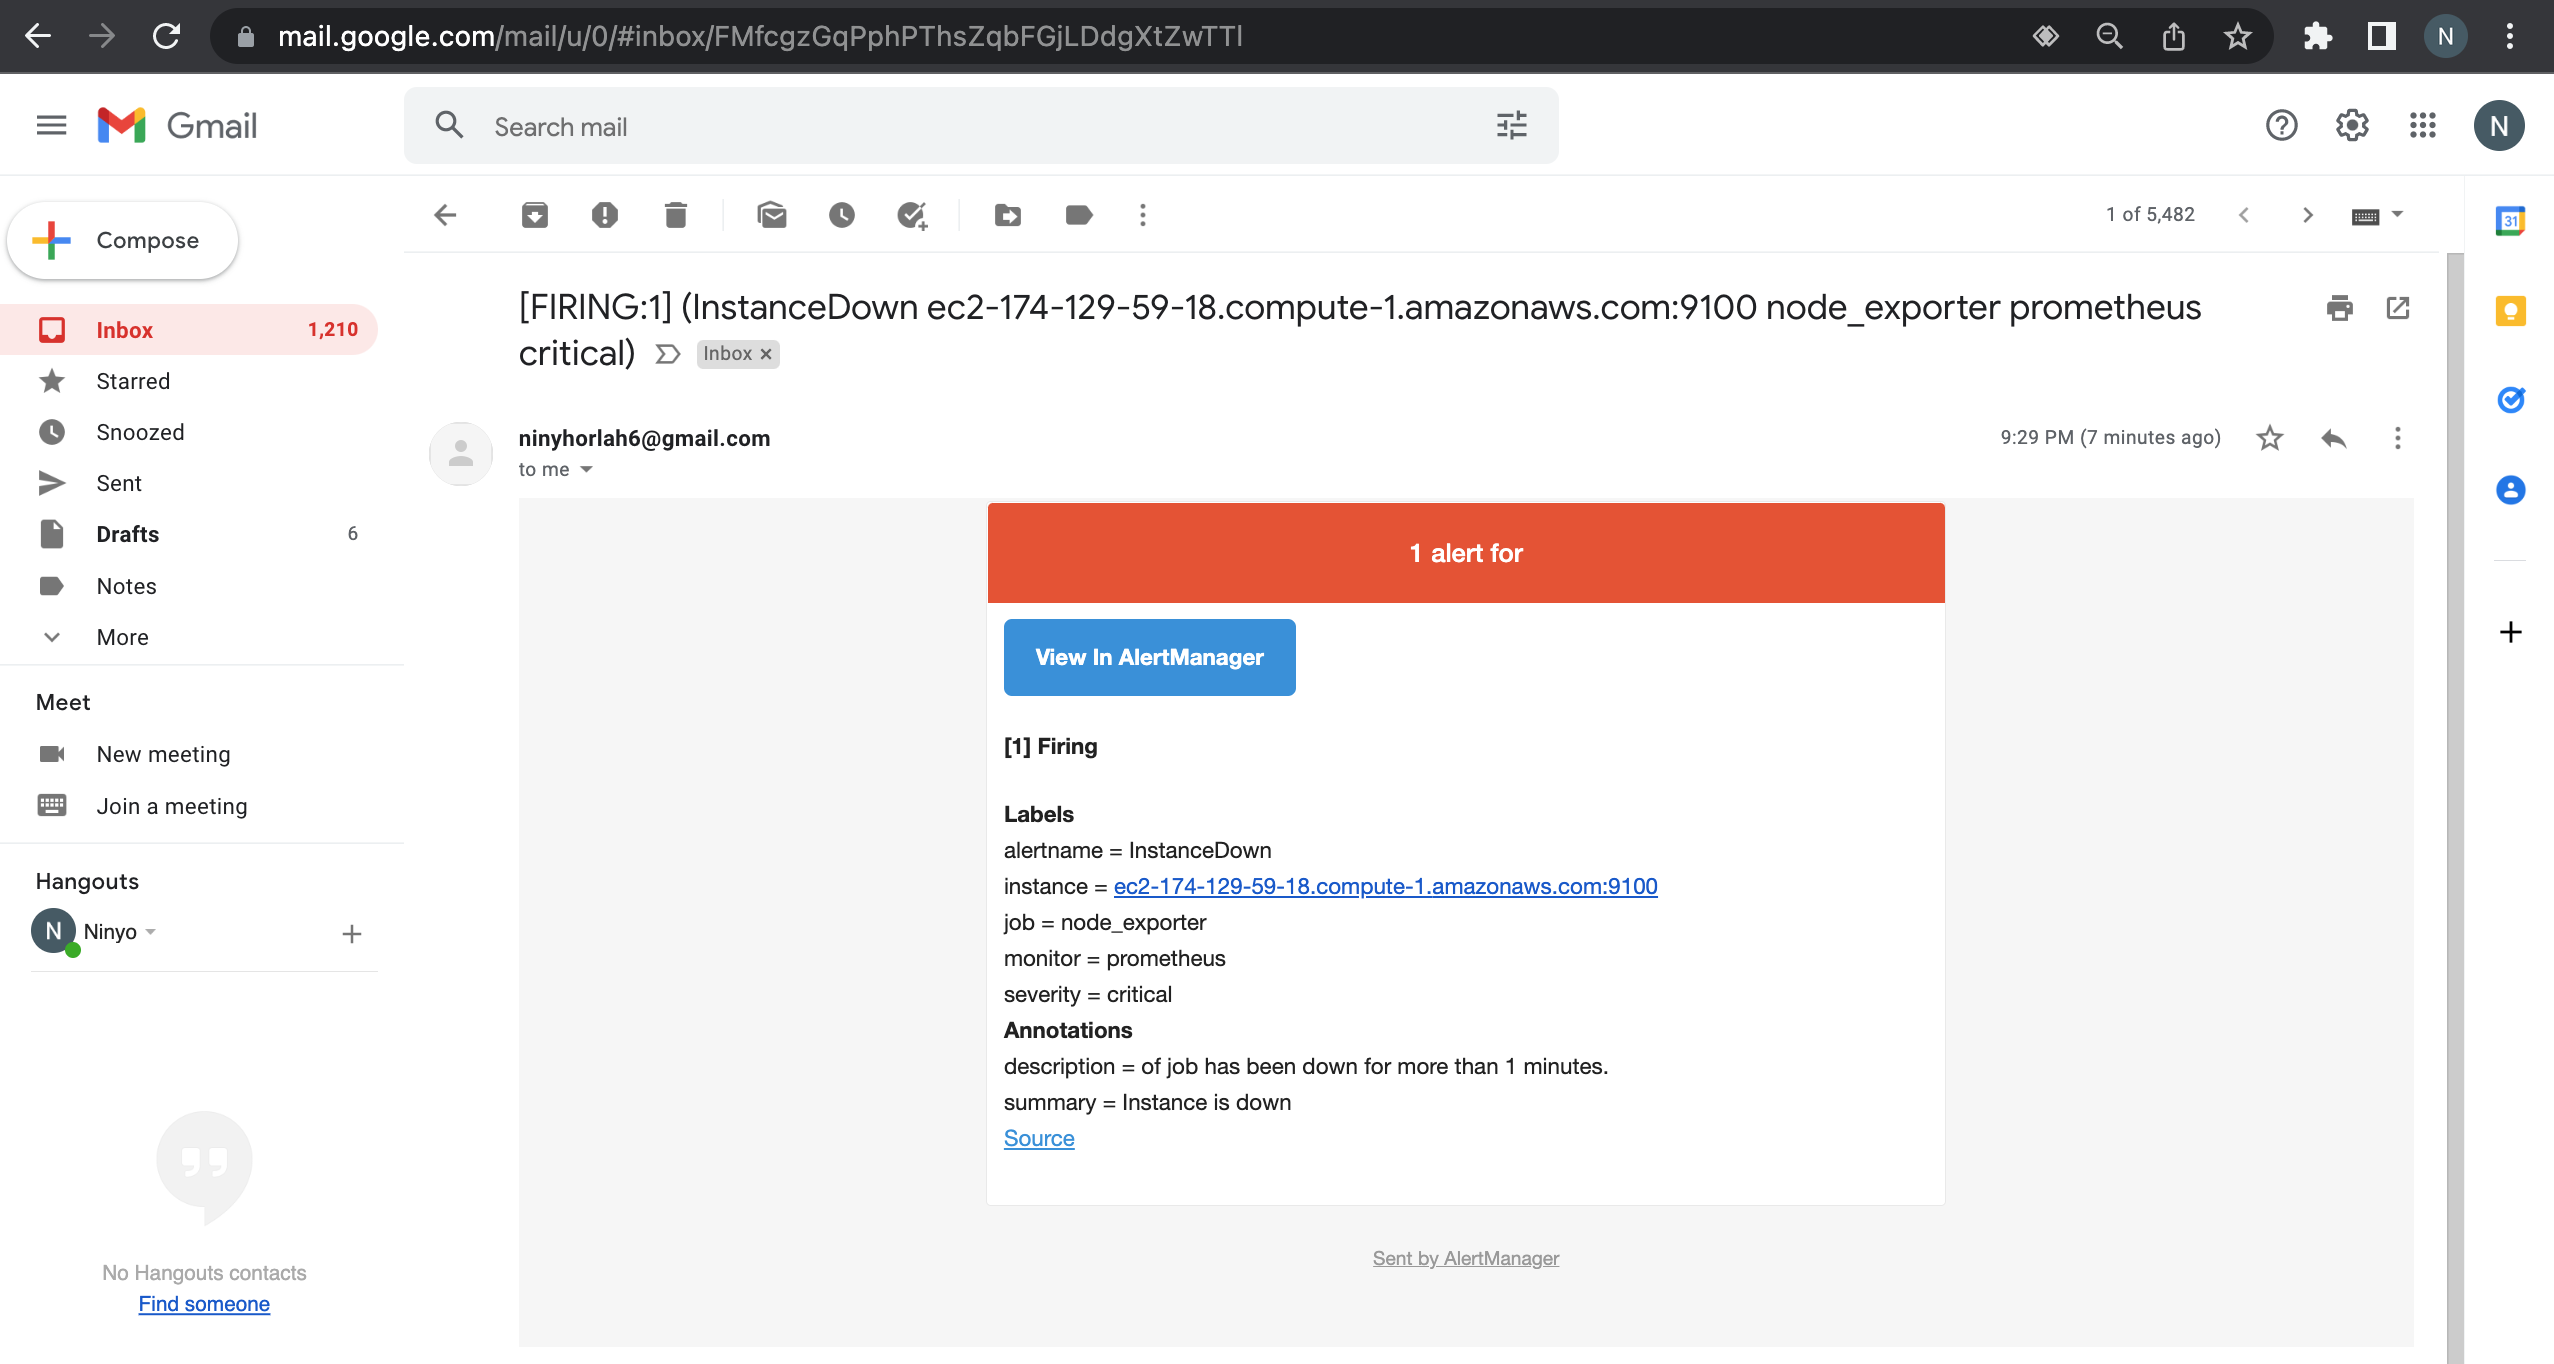 mail.google.com/mail/u/0/#inbox/FMfcgzGqPphPThsZqbFGjLDdgXtZwTTl
N
Gmail
Search mail
N
Compose
1 of 5,482
31
Inbox 1,210
Starred
Snoozed
Sent
Drafts 6
Notes
More
Meet
New meeting
Join a meeting
Hangouts
N Ninyo
No Hangouts contacts
Find someone
[FIRING:1] (InstanceDown ec2-174-129-59-18.compute-1.amazonaws.com:9100 node_exporter prometheus
critical) Inbox
ninyhorlah6@gmail.com
9:29 PM (7 minutes ago)
to me
1 alert for
View In AlertManager
[1] Firing
Labels
alertname = InstanceDown
instance = ec2-174-129-59-18.compute-1.amazonaws.com:9100
job = node_exporter
monitor = prometheus
severity = critical
Annotations
description = of job has been down for more than 1 minutes.
summary = Instance is down
Source
Sent by AlertManager